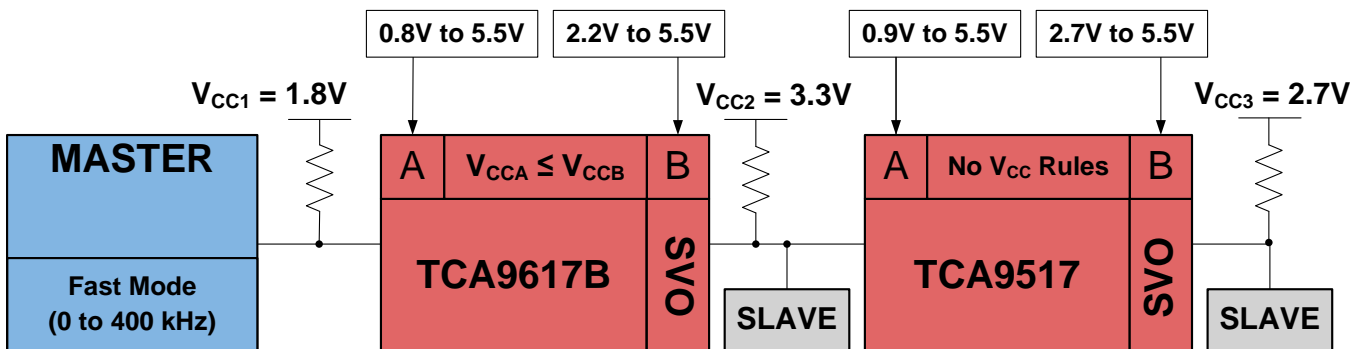 0.8V to 5.5V
2.2V to 5.5V
0.9V to 5.5V
2.7V to 5.5V
VCC1 = 1.8V
VCC2 = 3.3V
VCC3 = 2.7V
MASTER
Fast Mode
(0 to 400 kHz)
A
VCCA ≤ VCCB
B
TCA9617B
SVO
SLAVE
A
No VCC Rules
B
TCA9517
SVO
SLAVE